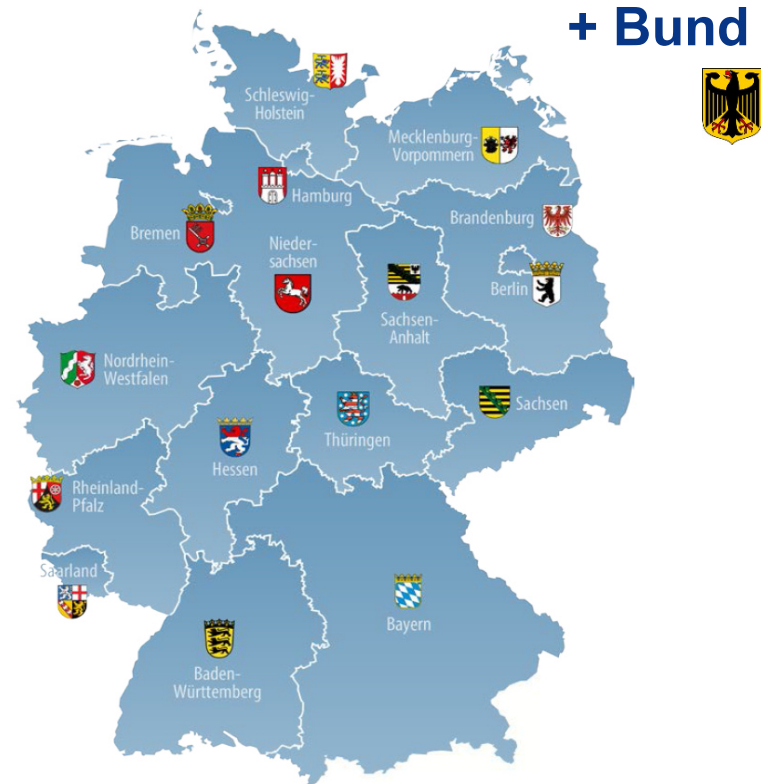 + Bund
Schleswig-
Holstein
Mecklenburg-
Vorpommern
Hamburg
Brandenburg
Bremen
Nieder-
sachsen
Berlin
Sachsen-
Anhalt
Nordrhein-
Westfalen
Sachsen
Thüringen
Hessen
Rheinland-
Pfalz
Saarland
Bayern
Baden-
Württemberg